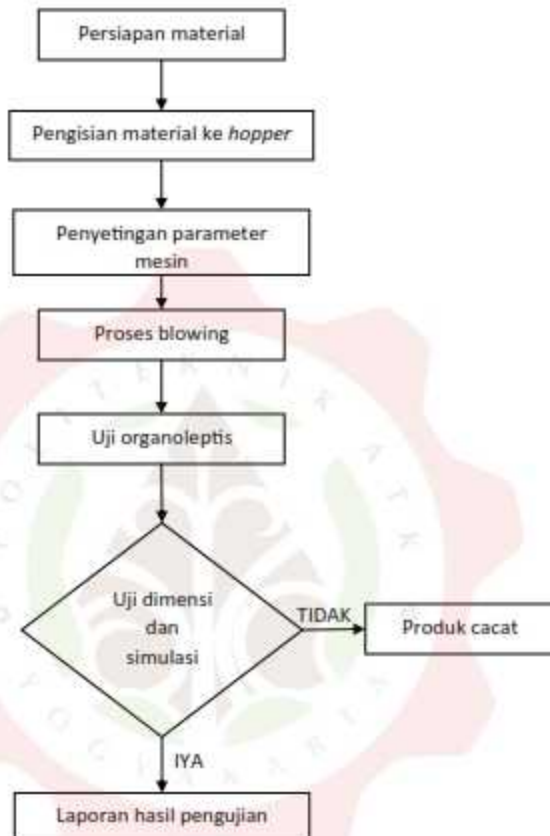 Persiapan material
Pengisian material ke hopper
Penyetingan parameter
mesin
Proses blowing
Uji organoleptis
Uji dimensi
dan
simulasi
TIDAK
Produk cacat
IYA
Laporan hasil pengujian